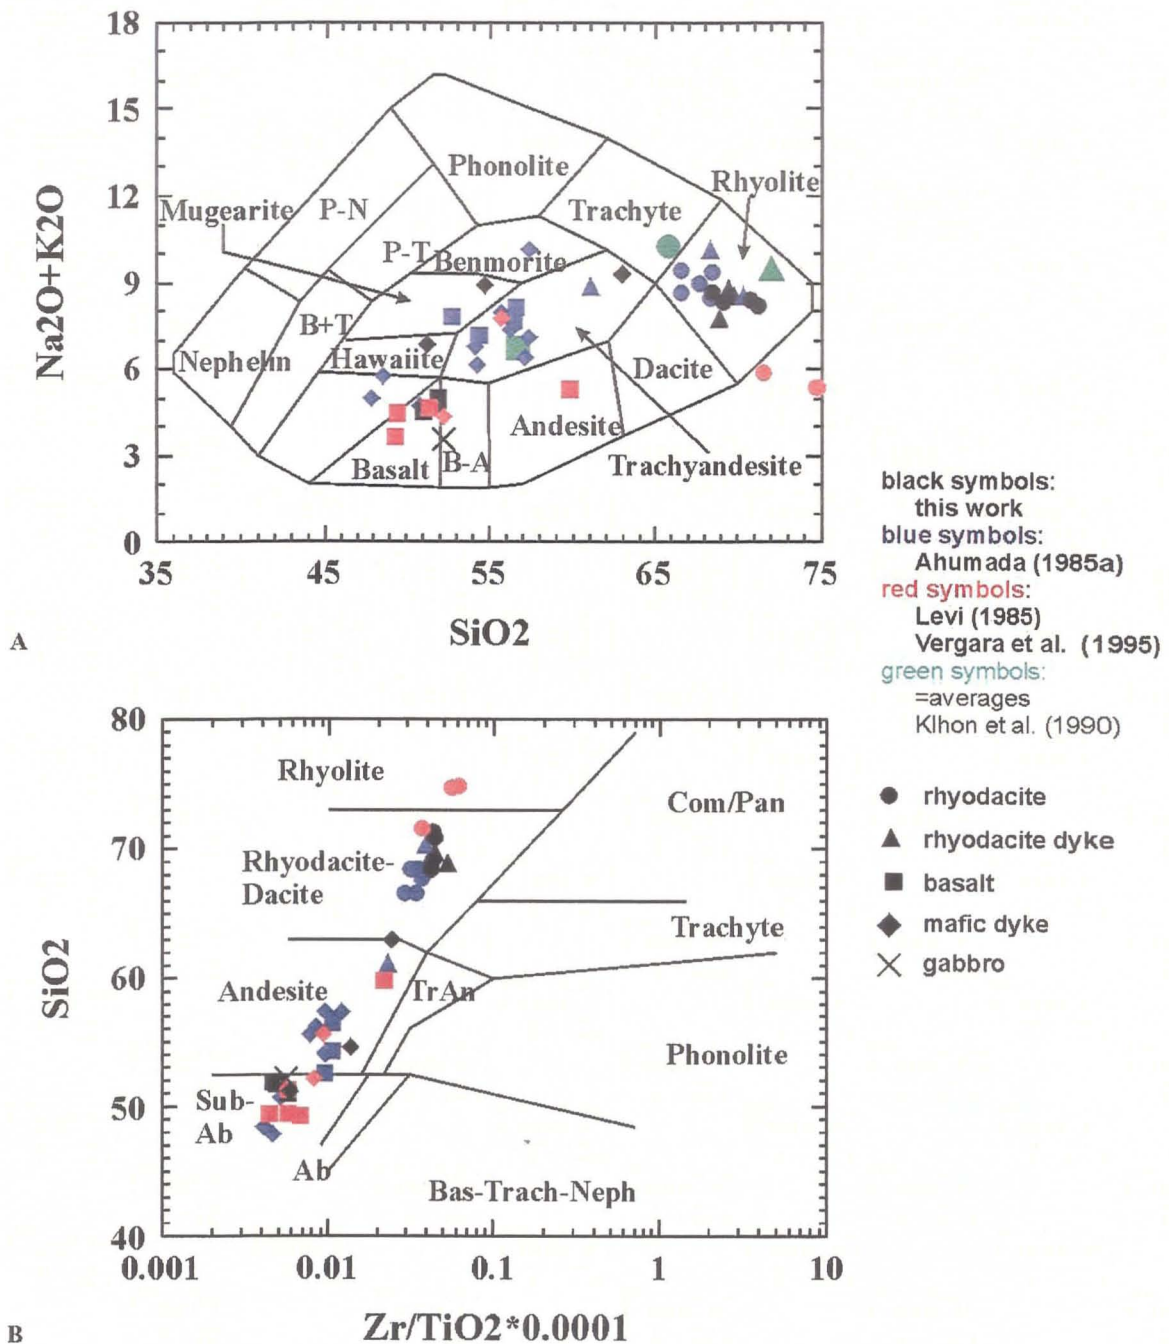 18
15
12
9
6
3
0
Na2O+K2O
Phonolite
Rhyolite
Mugearite
P-N
Trachyte
P-T
Benmorite
B+T
Nepheln
Hawaiite
Dacite
Andesite
Basalt
B-A
Trachyandesite
35
45
55
65
75
SiO2
A
black symbols:
this work
blue symbols:
Ahumada (1985a)
red symbols:
Levi (1985)
Vergara et al. (1995)
green symbols:
=averages
Klhon et al. (1990)
rhyodacite
rhyodacite dyke
basalt
mafic dyke
gabbro
80
70
60
50
40
SiO2
Rhyolite
Com/Pan
Rhyodacite-
Dacite
Trachyte
Andesite
TrAn
Phonolite
Sub-
Ab
Ab
Bas-Trach-Neph
0.001
0.01
0.1
1
10
Zr/TiO2*0.0001
B